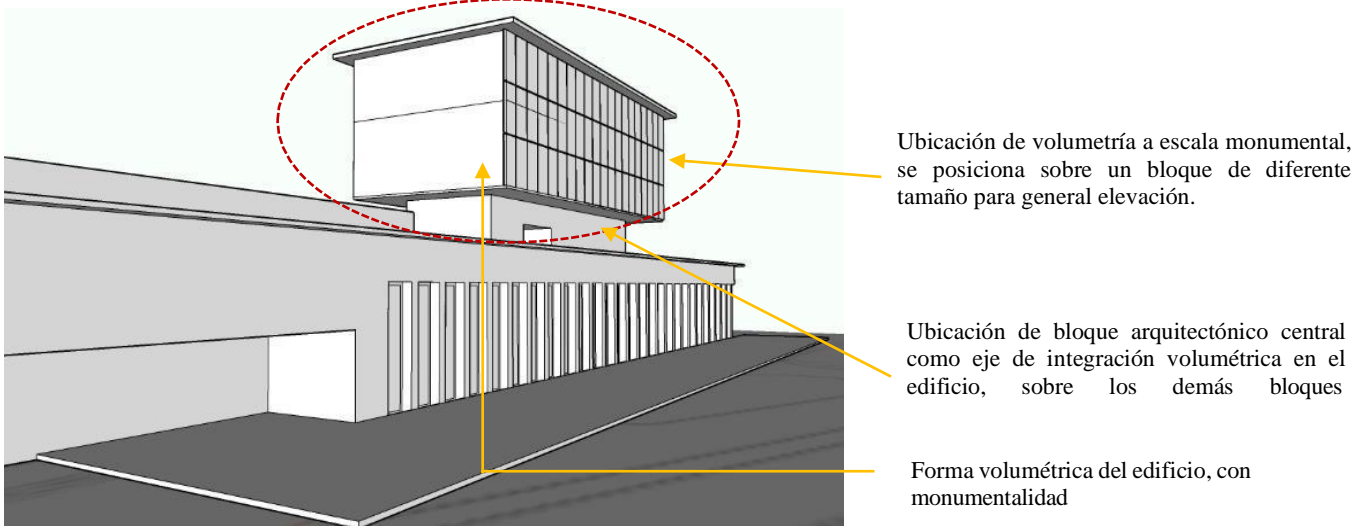 Ubicación de volumetría a escala monumental,
se posiciona sobre un bloque de diferente
tamaño para general elevación.
Ubicación de bloque arquitectónico central
como eje de integración volumétrica en el
edificio, sobre los demás bloques
Forma volumétrica del edificio, con
monumentalidad